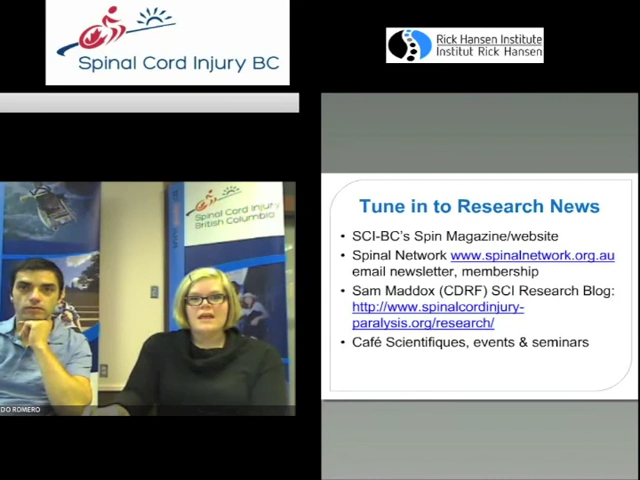 Spinal Cord Injury BC
Rick Hansen Institute
Institut Rick Hansen
Spinal Cord Injury
British Columbia
DO ROMERO
Tune in to Research News
• SCI-BC's Spin Magazine/website
• Spinal Network www.spinalnetwork.org.au
email newsletter, membership
• Sam Maddox (CDRF) SCI Research Blog:
http://www.spinalcordinjury-
paralysis.org/research/
• Café Scientifiques, events & seminars